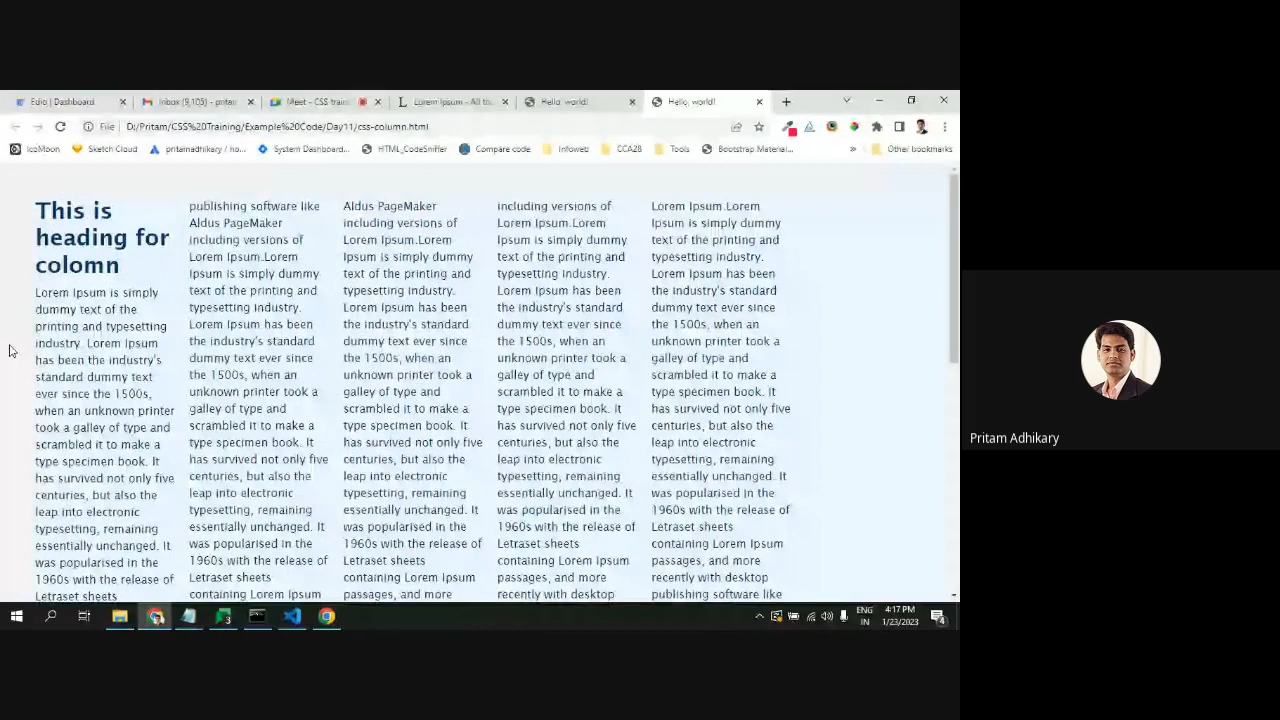 Edio | Dashboard
Inbox (9,105) - pritam
Meet - CSS traini
Lorem Ipsum - All the
Hello, world!
Hello, world!
File
D:/Pritam/CSS%20Training/Example%20Code/Day11/css-column.html
IcoMoon
Sketch Cloud
pritamadhikary / ho...
System Dashboard...
HTML_CodeSniffer
Compare code
Infoweb
CCA28
Tools
Bootstrap Material...
»
Other bookmarks
This is
heading for
colomn
Lorem Ipsum is simply
dummy text of the
printing and typesetting
industry. Lorem Ipsum
has been the industry's
standard dummy text
ever since the 1500s,
when an unknown printer
took a galley of type and
scrambled it to make a
type specimen book. It
has survived not only five
centuries, but also the
leap into electronic
typesetting, remaining
essentially unchanged. It
was popularised in the
1960s with the release of
Letraset sheets
publishing software like
Aldus PageMaker
including versions of
Lorem Ipsum.Lorem
Ipsum is simply dummy
text of the printing and
typesetting industry.
Lorem Ipsum has been
the industry's standard
dummy text ever since
the 1500s, when an
unknown printer took a
galley of type and
scrambled it to make a
type specimen book. It
has survived not only five
centuries, but also the
leap into electronic
typesetting, remaining
essentially unchanged. It
was popularised in the
1960s with the release of
Letraset sheets
containing Lorem Ipsum
Aldus PageMaker
including versions of
Lorem Ipsum.Lorem
Ipsum is simply dummy
text of the printing and
typesetting industry.
Lorem Ipsum has been
the industry's standard
dummy text ever since
the 1500s, when an
unknown printer took a
galley of type and
scrambled it to make a
type specimen book. It
has survived not only five
centuries, but also the
leap into electronic
typesetting, remaining
essentially unchanged. It
was popularised in the
1960s with the release of
Letraset sheets
containing Lorem Ipsum
passages, and more
including versions of
Lorem Ipsum.Lorem
Ipsum is simply dummy
text of the printing and
typesetting industry.
Lorem Ipsum has been
the industry's standard
dummy text ever since
the 1500s, when an
unknown printer took a
galley of type and
scrambled it to make a
type specimen book. It
has survived not only five
centuries, but also the
leap into electronic
typesetting, remaining
essentially unchanged. It
was popularised in the
1960s with the release of
Letraset sheets
containing Lorem Ipsum
passages, and more
recently with desktop
Lorem Ipsum.Lorem
Ipsum is simply dummy
text of the printing and
typesetting industry.
Lorem Ipsum has been
the industry's standard
dummy text ever since
the 1500s, when an
unknown printer took a
galley of type and
scrambled it to make a
type specimen book. It
has survived not only five
centuries, but also the
leap into electronic
typesetting, remaining
essentially unchanged. It
was popularised in the
1960s with the release of
Letraset sheets
containing Lorem Ipsum
passages, and more
recently with desktop
publishing software like
Pritam Adhikary
ENG
IN
4:17 PM
1/23/2023
4